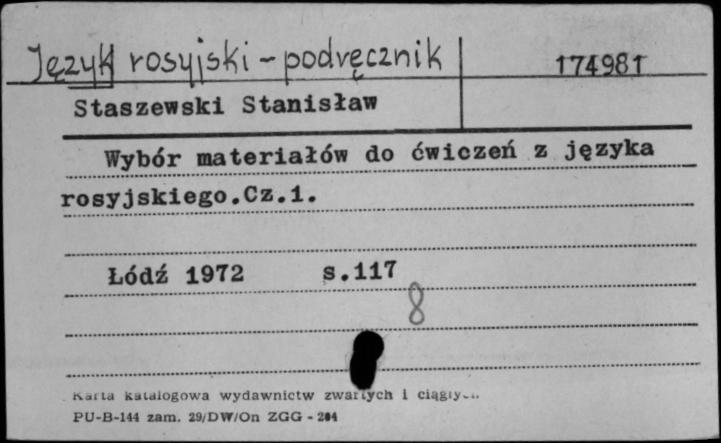 Język rosyjski - podręcznik
174981
Staszewski Stanisław
Wybór materiałów do ćwiczeń z języka
rosyjskiego.Cz.1.
Łódź 1972 s.117
8
Karta katalogowa wydawnictw zwartych i ciągłych
PU-B-144 zam. 29/DW/On ZGG - 204